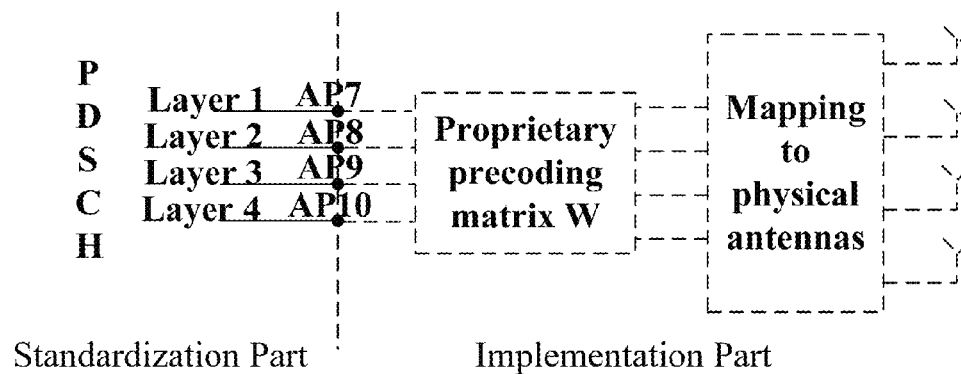 P
D
S
C
H
Layer 1 AP7
Layer 2 AP8
Layer 3 AP9
Layer 4 AP10
Proprietary
precoding
matrix W
Mapping
to
physical
antennas
Standardization Part
Implementation Part